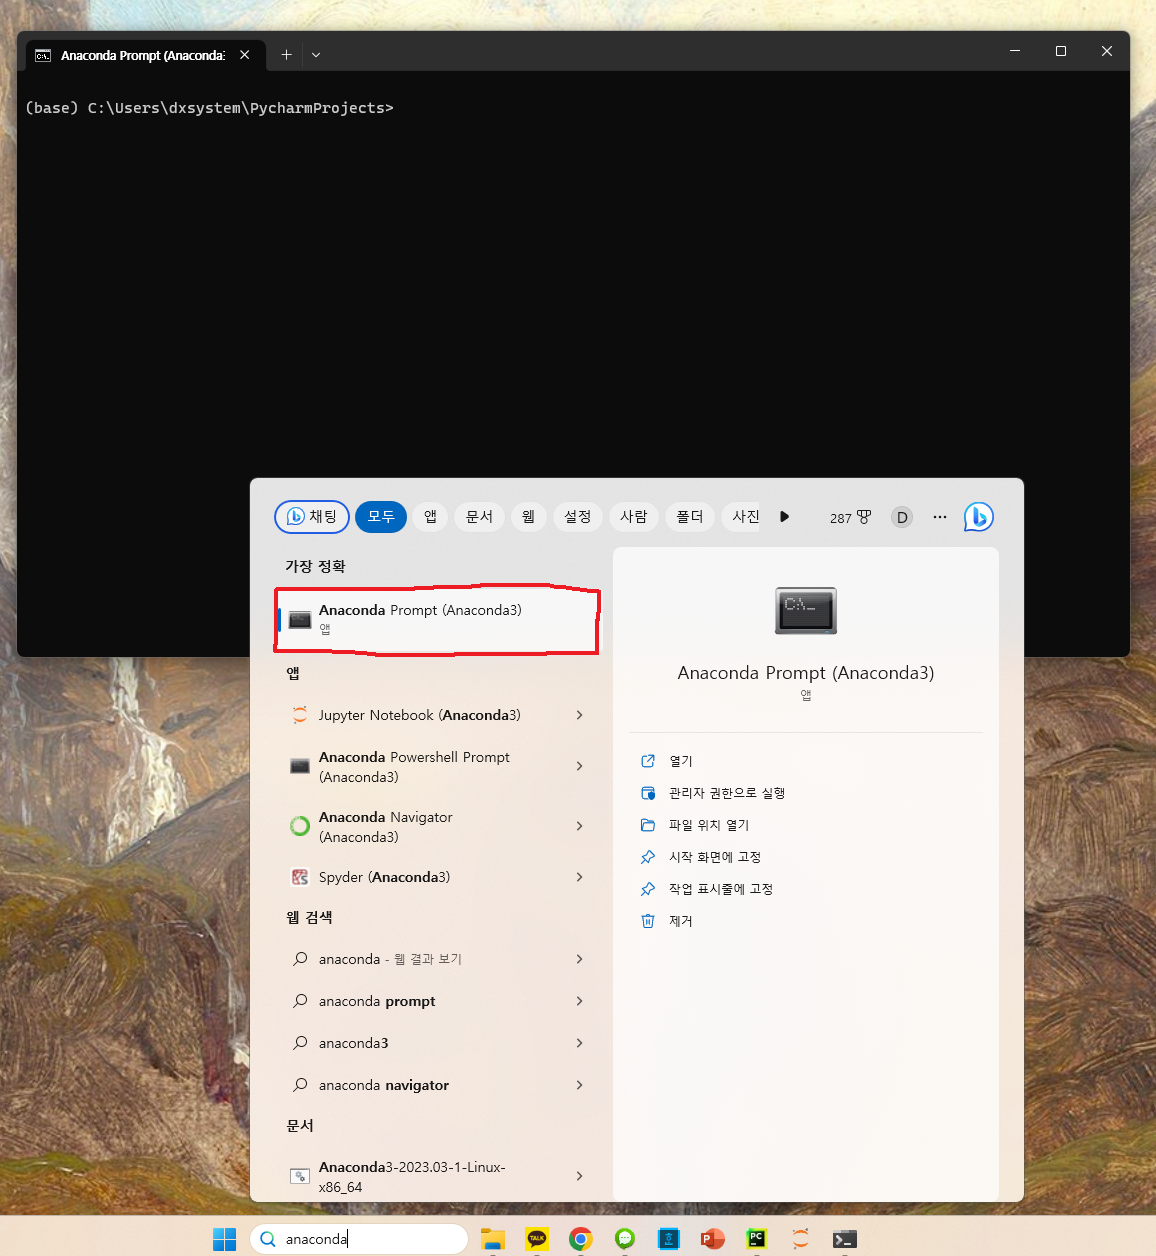 Anaconda Prompt (Anaconda3
(base) C:\Users\dxsystem\PycharmProjects>
채팅
모두
앱
문서
웹
설정
사람
폴더
사진
287
D
가장 정확
Anaconda Prompt (Anaconda3)
앱
앱
Jupyter Notebook (Anaconda3)
Anaconda Powershell Prompt
(Anaconda3)
Anaconda Navigator
(Anaconda3)
Spyder (Anaconda3)
웹 검색
anaconda - 웹 결과 보기
anaconda prompt
anaconda3
anaconda navigator
문서
Anaconda3-2023.03-1-Linux-
x86_64
Anaconda Prompt (Anaconda3)
앱
열기
관리자 권한으로 실행
파일 위치 열기
시작 화면에 고정
작업 표시줄에 고정
제거
anaconda
TALK
P
PC